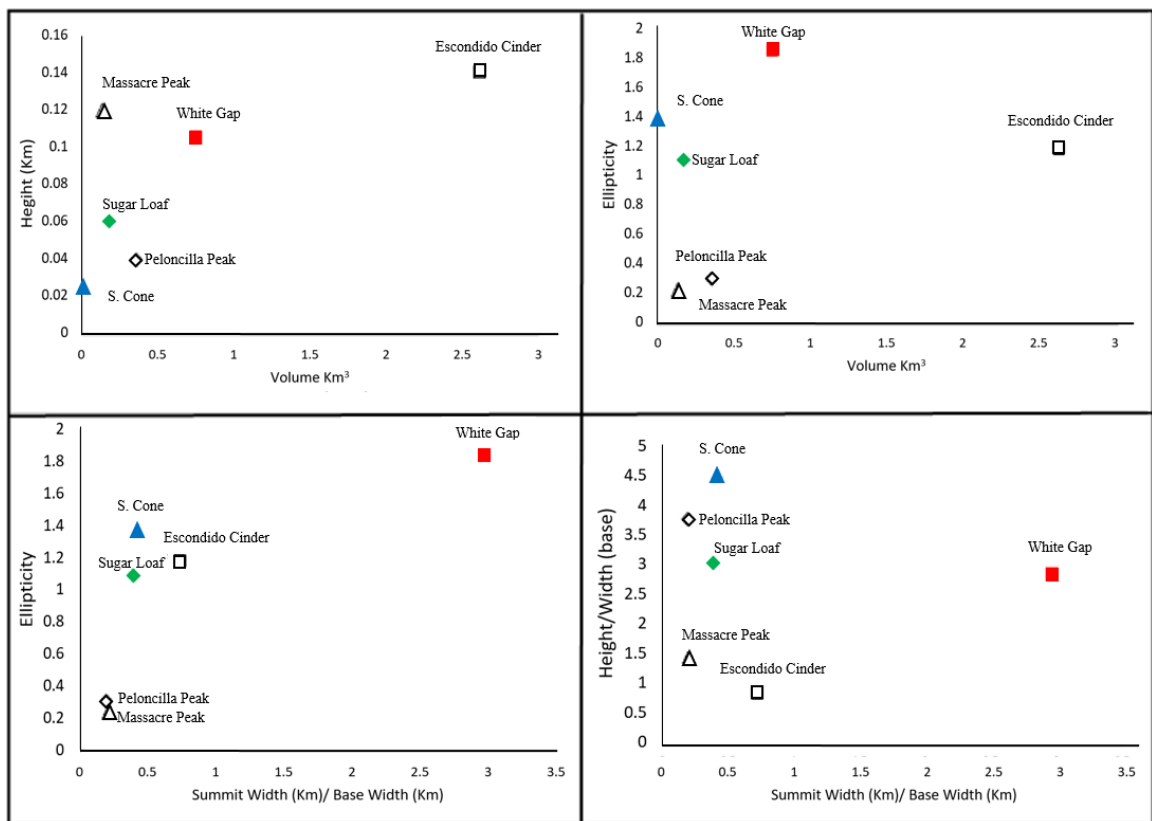 0.16
0.14
0.12
0.1
0.08
0.06
0.04
0.02
0
Hegiht (Km)
Escondido Cinder
Massacre Peak
White Gap
Sugar Loaf
Peloncilla Peak
S. Cone
0 0.5 1 1.5 2 2.5 3
Volume Km³
2
1.8
1.6
1.4
1.2
1
0.8
0.6
0.4
0.2
0
Ellipticity
White Gap
S. Cone
Escondido Cinder
Sugar Loaf
Peloncilla Peak
Massacre Peak
0 0.5 1 1.5 2 2.5 3
Volume Km³
2
1.8
1.6
1.4
1.2
1
0.8
0.6
0.4
0.2
0
Ellipticity
White Gap
S. Cone
Escondido Cinder
Sugar Loaf
Peloncilla Peak
Massacre Peak
0 0.5 1 1.5 2 2.5 3 3.5
Summit Width (Km)/ Base Width (Km)
5
4.5
4
3.5
3
2.5
2
1.5
1
0.5
0
Height/Width (base)
S. Cone
Peloncilla Peak
Sugar Loaf
White Gap
Massacre Peak
Escondido Cinder
0 0.5 1 1.5 2 2.5 3 3.5
Summit Width (Km)/ Base Width (Km)